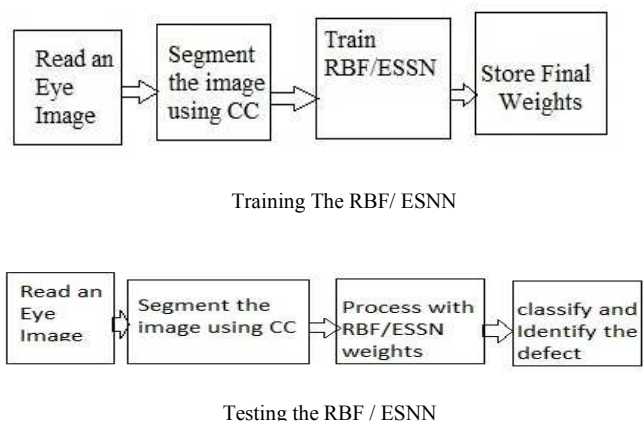 Read an
Eye
Image
Segment
the image
using CC
Train
RBF/ESSN
Store Final
Weights
Training The RBF/ ESNN
Read an
Eye
Image
Segment the
image using CC
Process with
RBF/ESSN
weights
classify and
Identify the
defect
Testing the RBF / ESNN